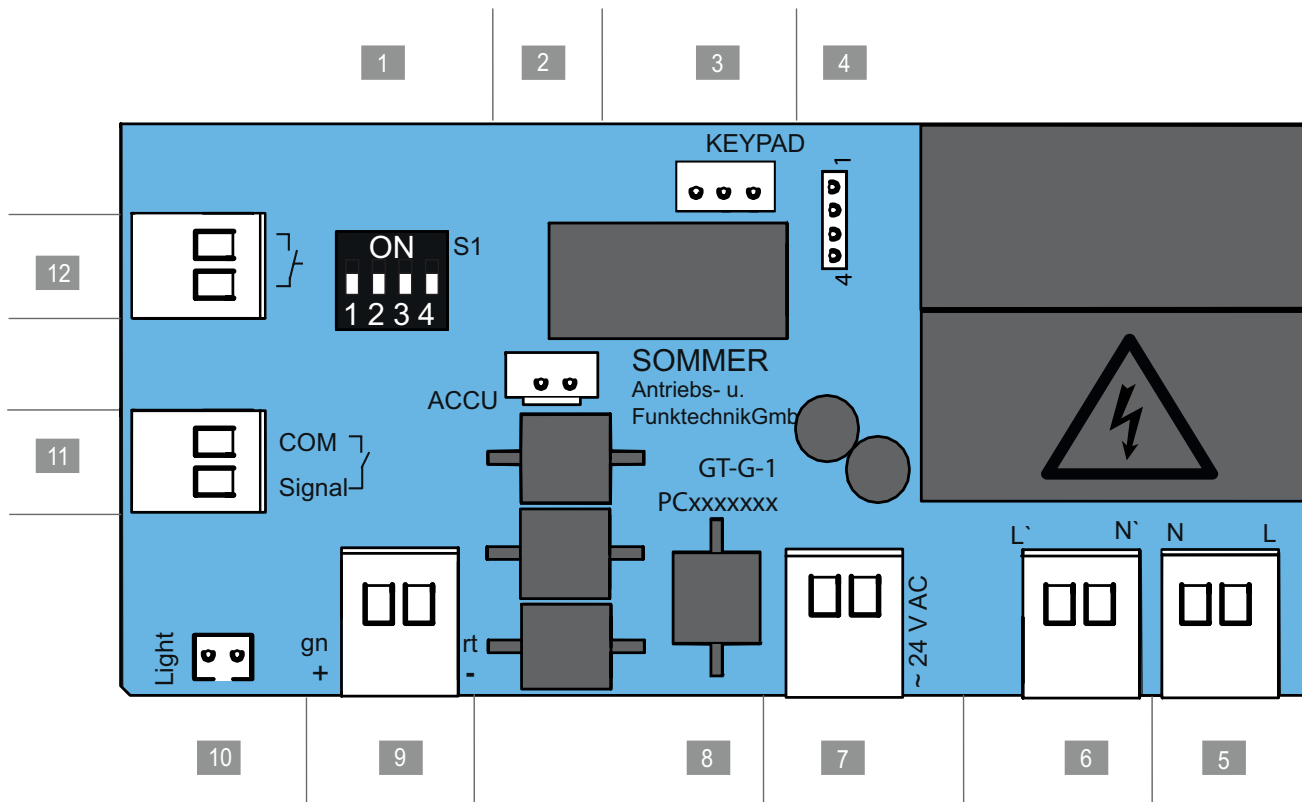 1
2
3
4
KEYPAD
1
4
12
ON
S1
1 2 3 4
SOMMER
Antriebs- u.
FunktechnikGmb
ACCU
11
COM
Signal
GT-G-1
PCxxxxxxx
L`
N`
N
L
Light
gn
+
rt
-
~ 24 V AC
10
9
8
7
6
5